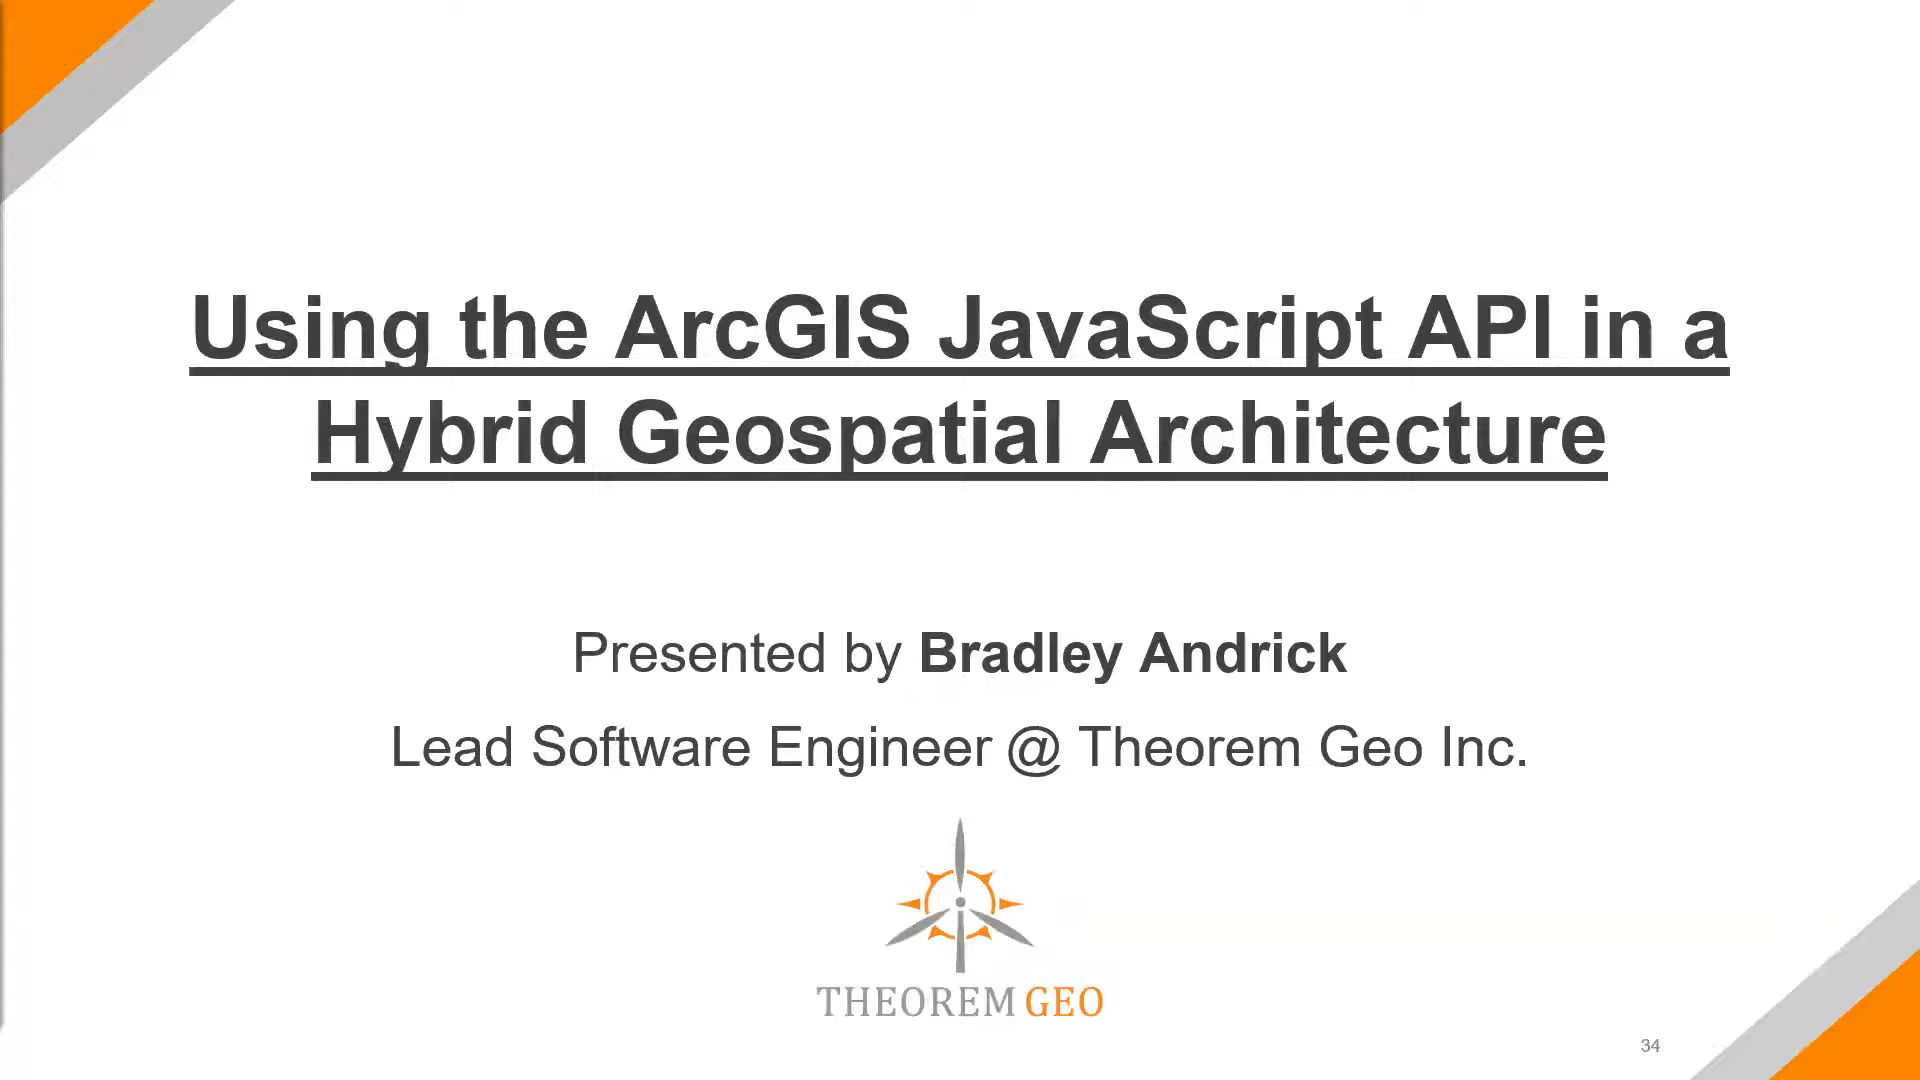 Using the ArcGIS JavaScript API in a
Hybrid Geospatial Architecture
Presented by Bradley Andrick
Lead Software Engineer @ Theorem Geo Inc.
THEOREM GEO
34